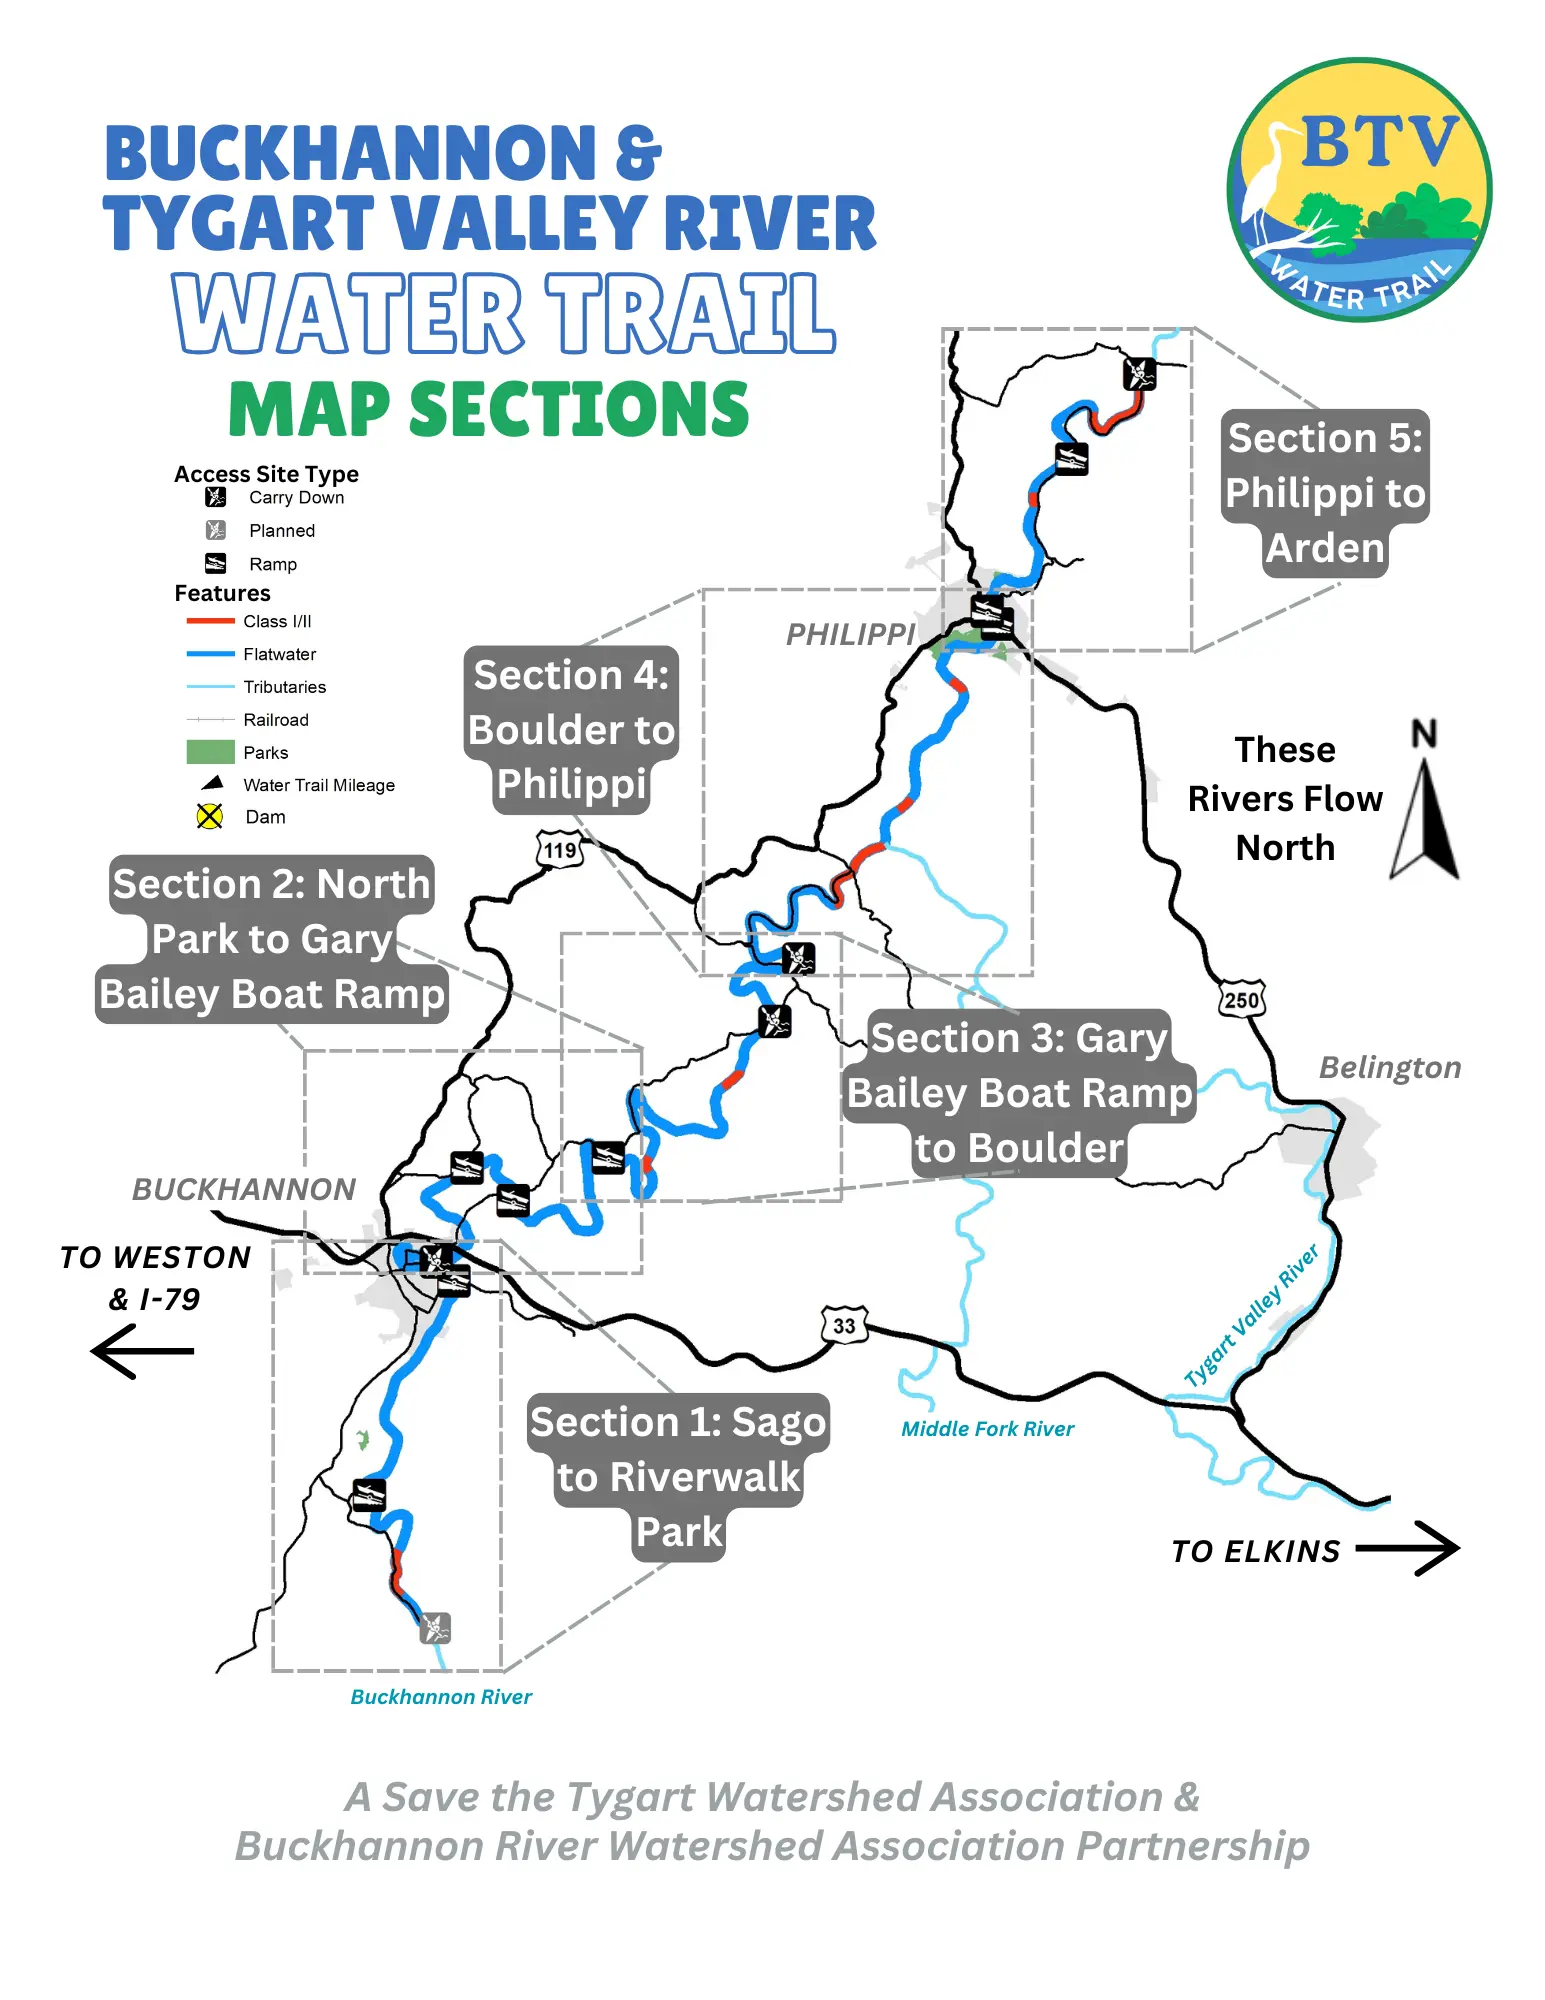 BUCKHANNON &
TYGART VALLEY RIVER
WATER TRAIL
MAP SECTIONS
BTV
WATER TRAIL
Access Site Type
Carry Down
Planned
Ramp
Features
Class I/II
Flatwater
Tributaries
Railroad
Parks
Water Trail Mileage
Dam
Section 5:
Philippi to
Arden
PHILIPPI
Section 4:
Boulder to
Philippi
These
Rivers Flow
North
N
119
Section 2: North
Park to Gary
Bailey Boat Ramp
250
Section 3: Gary
Bailey Boat Ramp
to Boulder
Belington
BUCKHANNON
TO WESTON
& I-79
33
Tygart Valley River
Section 1: Sago
to Riverwalk
Park
Middle Fork River
TO ELKINS
Buckhannon River
A Save the Tygart Watershed Association &
Buckhannon River Watershed Association Partnership